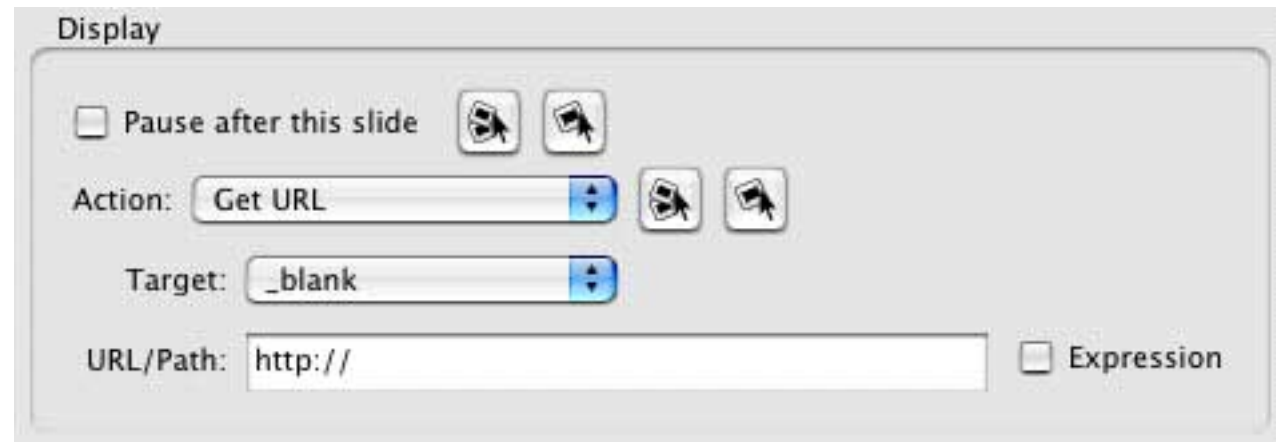 Display
Pause after this slide
Action: Get URL
Target: _blank
URL/Path: http:// Expression